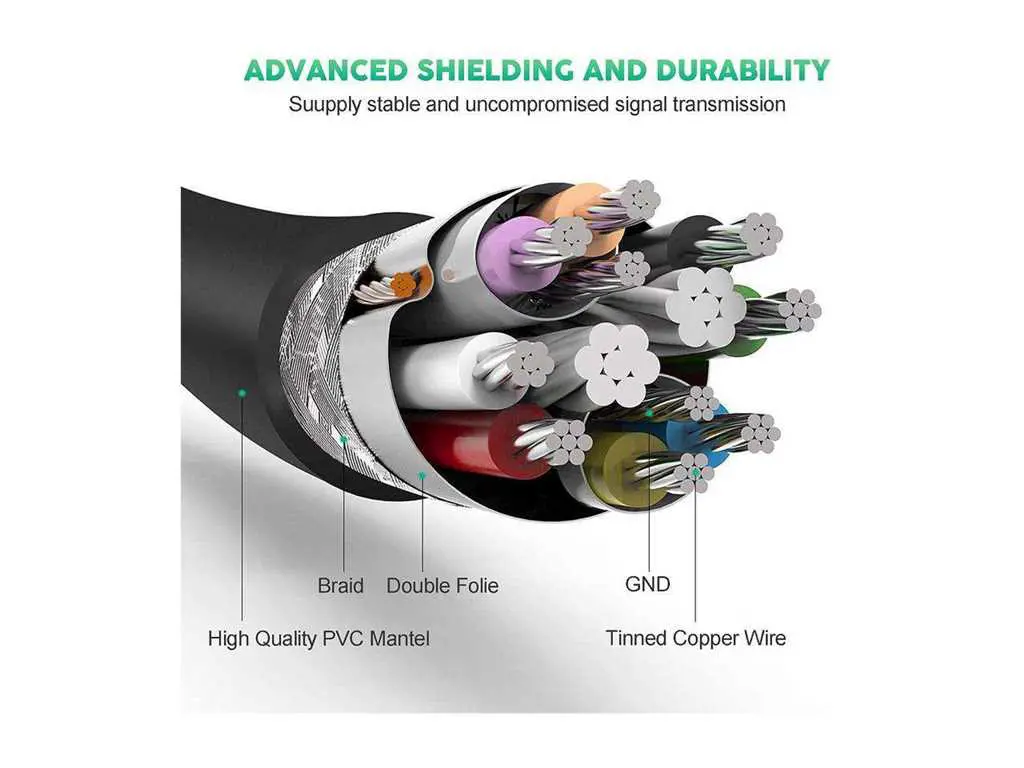 ADVANCED SHIELDING AND DURABILITY
Suupply stable and uncompromised signal transmission
Braid
Double Folie
GND
High Quality PVC Mantel
Tinned Copper Wire